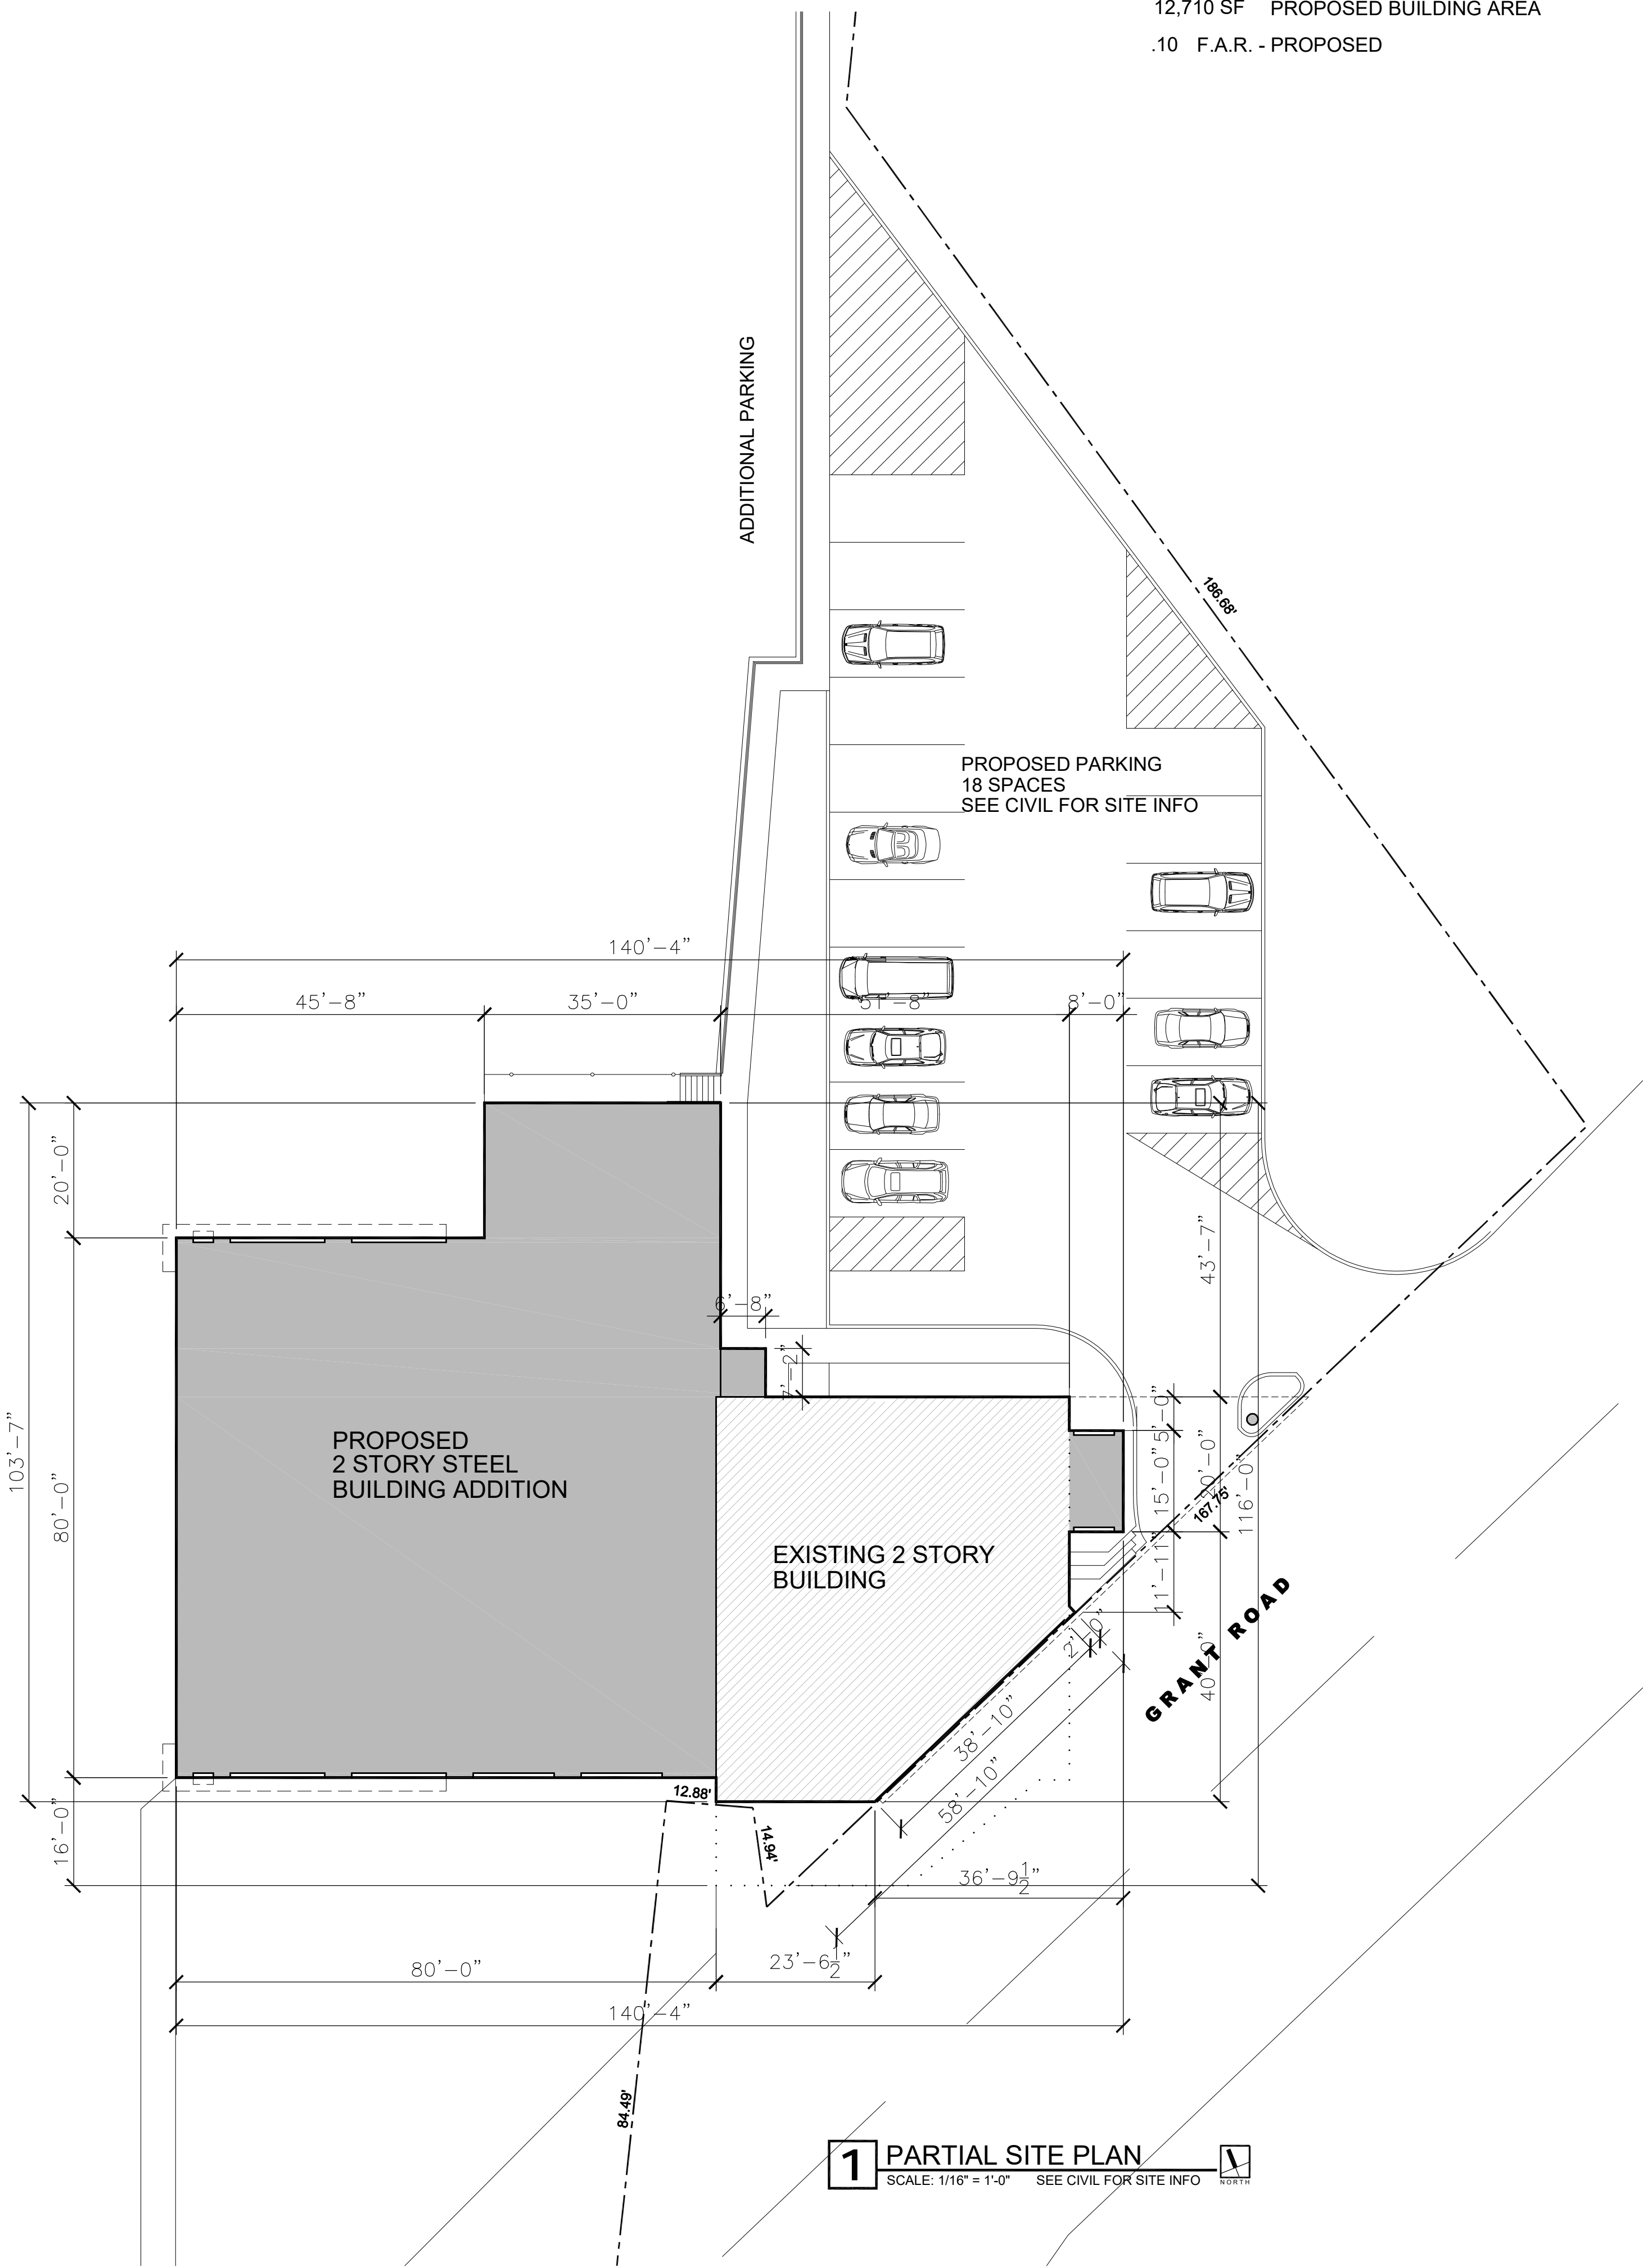 12,710 SF PROPOSED BUILDING AREA
.10 F.A.R. - PROPOSED
ADDITIONAL PARKING
186.68'
PROPOSED PARKING
18 SPACES
SEE CIVIL FOR SITE INFO
140'-4"
45'-8"
35'-0"
51'-8"
8'-0"
20'-0"
43'-7"
6'-8"
7'-2"
103'-7"
80'-0"
PROPOSED
2 STORY STEEL
BUILDING ADDITION
5'-0"
15'-0"
116'-0"
167.75'
EXISTING 2 STORY
BUILDING
11'-11"
GRANT ROAD
38'-10"
58'-10"
12.88'
14.94'
16'-0"
36'-9 1/2"
23'-6 1/2"
80'-0"
140'-4"
84.49'
1 PARTIAL SITE PLAN
SCALE: 1/16" = 1'-0" SEE CIVIL FOR SITE INFO
NORTH